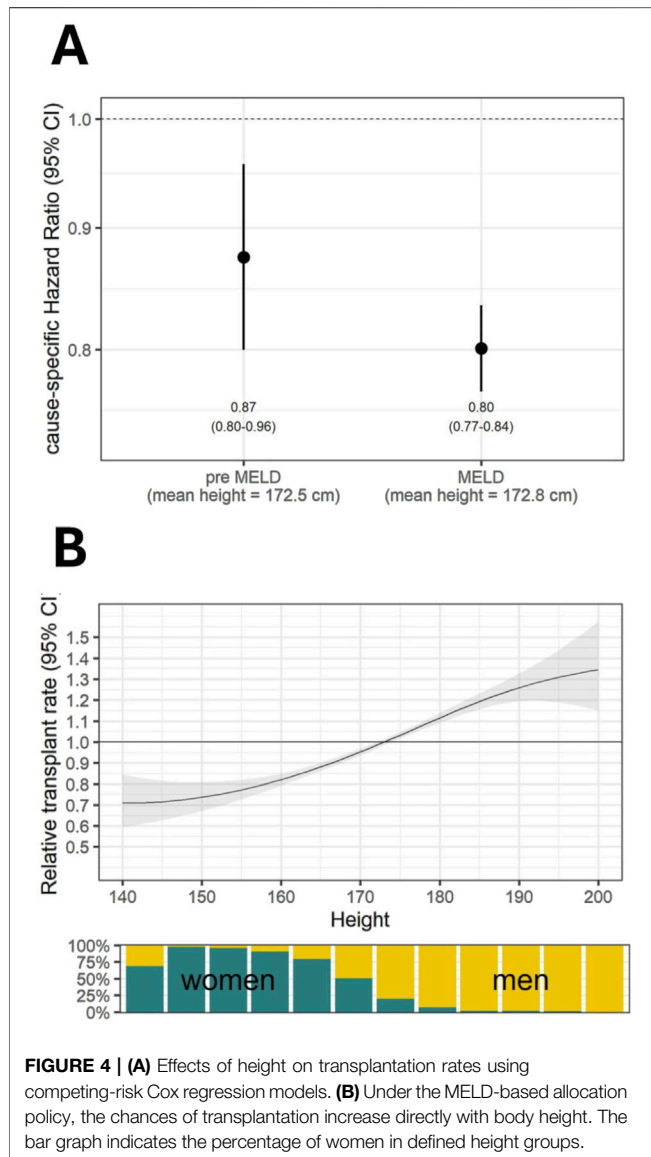 A
cause-specific Hazard Ratio (95% CI)
1.0
0.9
0.8
0.87
(0.80-0.96)
0.80
(0.77-0.84)
pre MELD
(mean height = 172.5 cm)
MELD
(mean height = 172.8 cm)
B
Relative transplant rate (95% CI
1.5
1.4
1.3
1.2
1.1
1.0
0.9
0.8
0.7
0.6
0.5
140 150 160 170 180 190 200
Height
100%
75%
50%
25%
0%
women men
FIGURE 4 | (A) Effects of height on transplantation rates using
competing-risk Cox regression models. (B) Under the MELD-based allocation
policy, the chances of transplantation increase directly with body height. The
bar graph indicates the percentage of women in defined height groups.